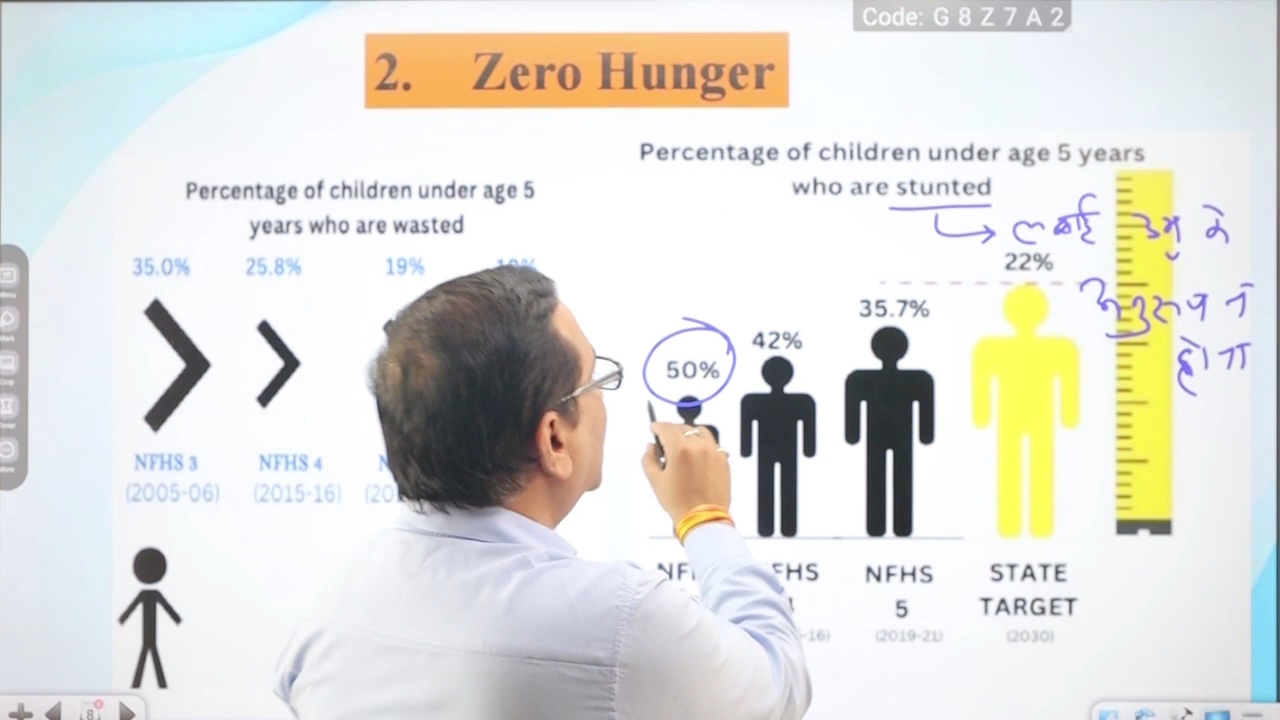 Code: G 8 Z 7 A 2
2. Zero Hunger
Percentage of children under age 5
years who are wasted
35.0% 25.8% 19%
NFHS 3 NFHS 4
(2005-06) (2015-16)
Percentage of children under age 5 years
who are stunted
उम्र के
अनुसार न
होना
22%
35.7%
42%
50%
NFHS
5
(2019-21)
STATE
TARGET
(2030)